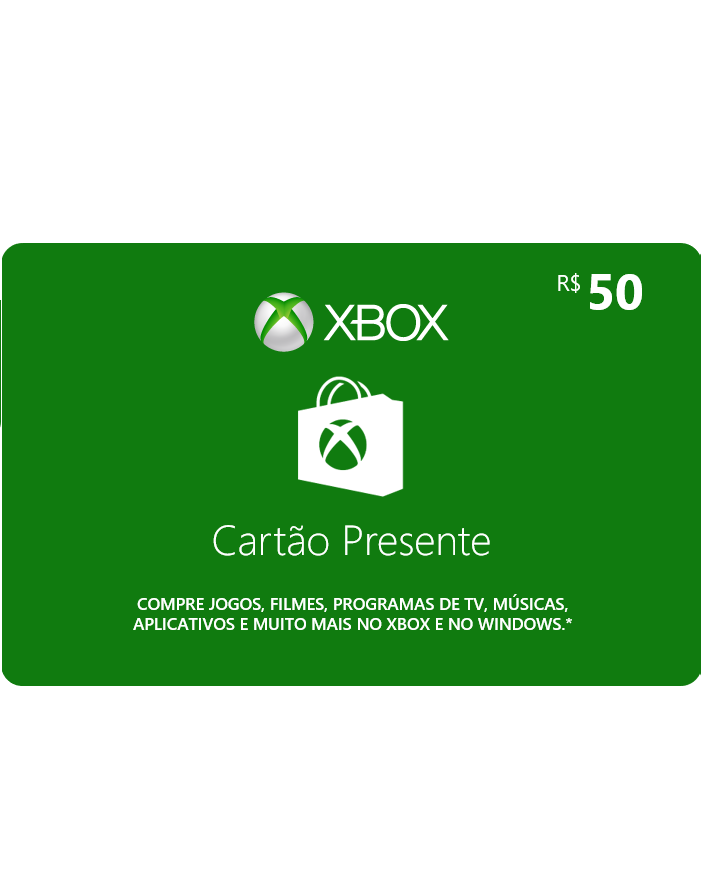 R$ 50
XBOX
Cartão Presente
COMPRE JOGOS, FILMES, PROGRAMAS DE TV, MÚSICAS,
APLICATIVOS E MUITO MAIS NO XBOX E NO WINDOWS.*